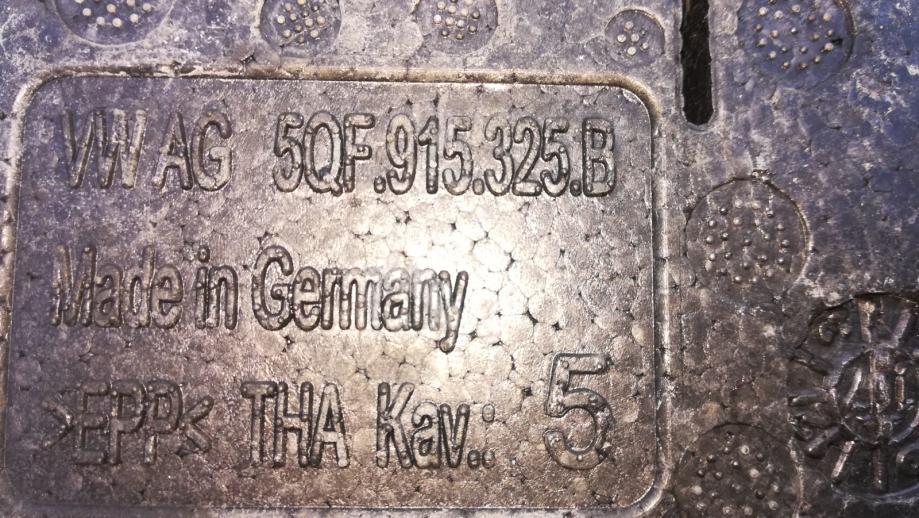 VW AG 5QF.915.325.B
Made in Germany
>EPP< THA Kav.: 5